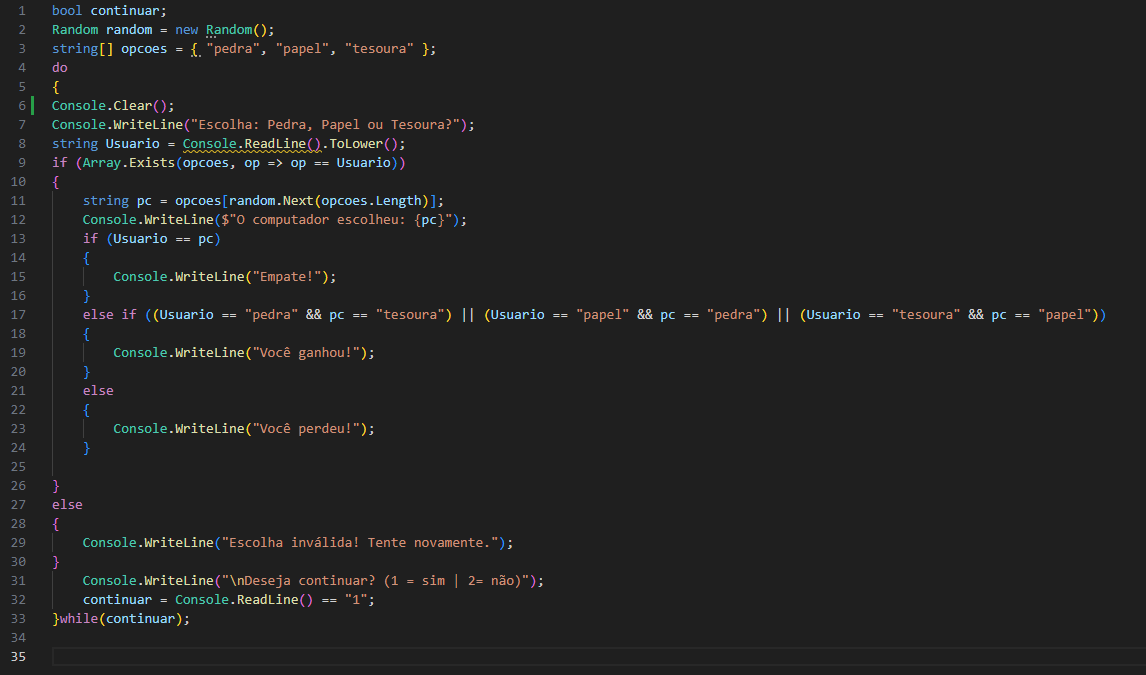 1 bool continuar;
2 Random random = new Random();
3 string[] opcoes = { "pedra", "papel", "tesoura" };
4 do
5 {
6 Console.Clear();
7 Console.WriteLine("Escolha: Pedra, Papel ou Tesoura?");
8 string Usuario = Console.ReadLine().ToLower();
9 if (Array.Exists(opcoes, op => op == Usuario))
10 {
11     string pc = opcoes[random.Next(opcoes.Length)];
12     Console.WriteLine($"O computador escolheu: {pc}");
13     if (Usuario == pc)
14     {
15         Console.WriteLine("Empate!");
16     }
17     else if ((Usuario == "pedra" && pc == "tesoura") || (Usuario == "papel" && pc == "pedra") || (Usuario == "tesoura" && pc == "papel"))
18     {
19         Console.WriteLine("Você ganhou!");
20     }
21     else
22     {
23         Console.WriteLine("Você perdeu!");
24     }
25
26 }
27 else
28 {
29     Console.WriteLine("Escolha inválida! Tente novamente.");
30 }
31     Console.WriteLine("\nDeseja continuar? (1 = sim | 2= não)");
32     continuar = Console.ReadLine() == "1";
33 }while(continuar);
34
35